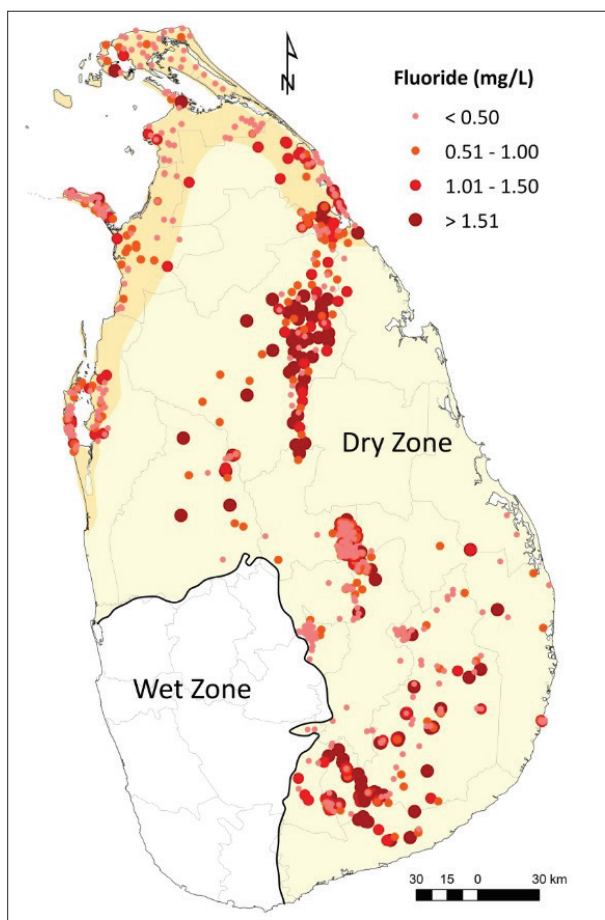 N
Fluoride (mg/L)
< 0.50
0.51 - 1.00
1.01 - 1.50
> 1.51
Dry Zone
Wet Zone
30 15 0 30 km